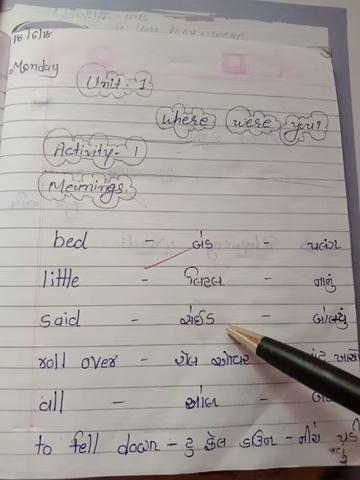 18/6/18
Monday
Unit - 1
where were you?
Activity - 1
Meanings.
bed - બેડ - પલંગ
little - લિટલ - નાનું
said - સેઈડ - બોલ્યું
roll over - રોલ ઓવર
all - ઓલ -
to fell down - ટુ ફેલ ડાઉન - નીચે પડી
જવું